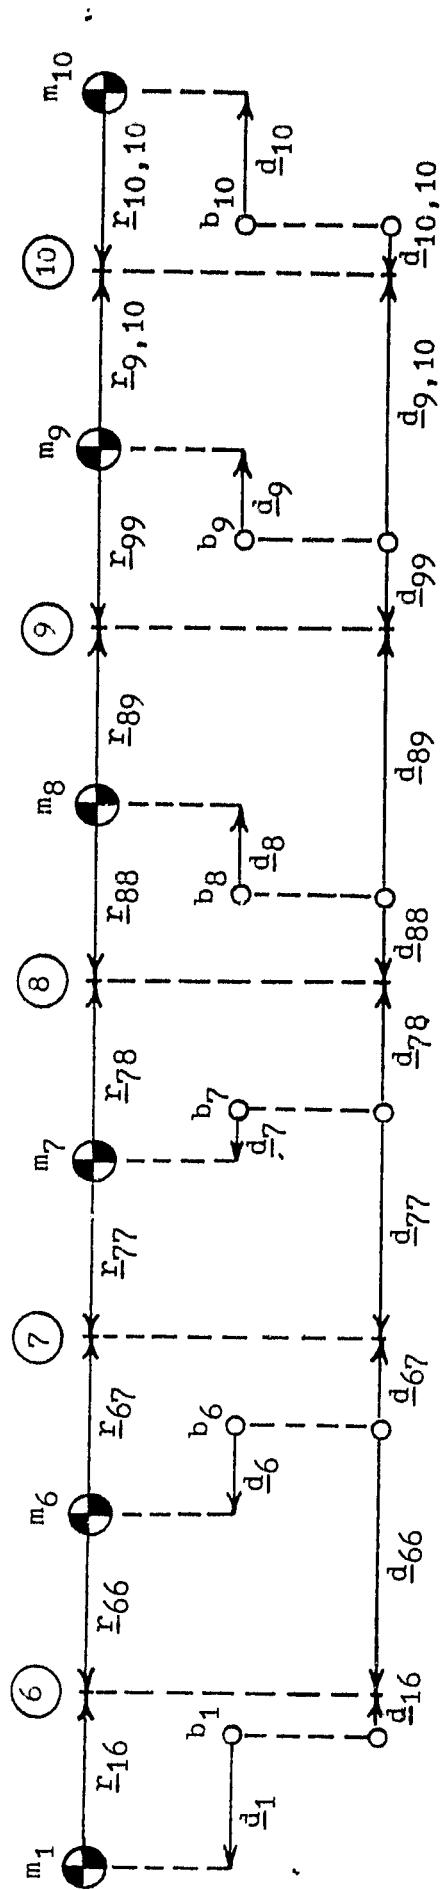 6 7 8 9 10
m1 m6 m7 m8 m9 m10
r16 r66 r67 r77 r78 r88 r89 r99 r9,10 r10,10
b1 b6 b7 b8 b9 b10
d1 d6 d7 d8 d9 d10
d16 d66 d67 d77 d78 d88 d89 d99 d9,10 d10,10